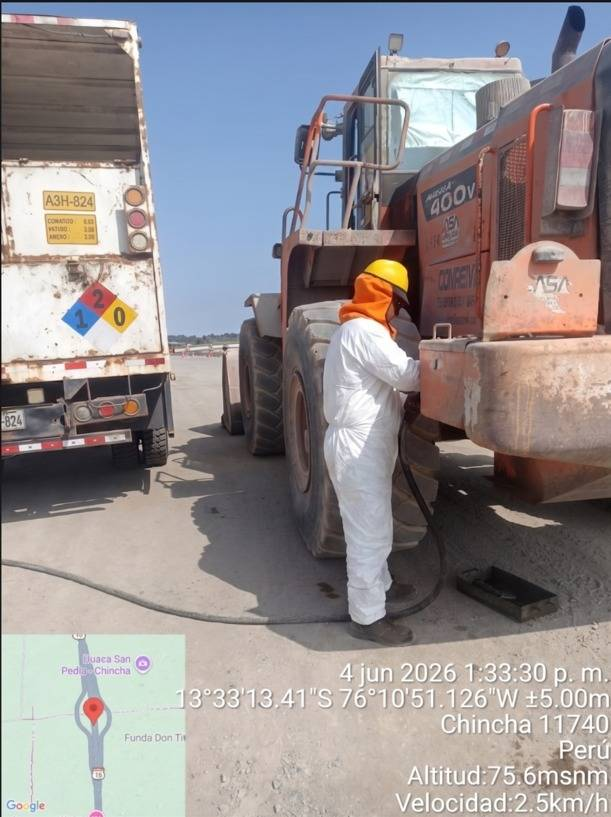 A3H-824
2
1
0
-824
400V
ASA
ASA
Huaca San
Pedro - Chincha
Funda Don Ti
1S
Google
4 jun 2026 1:33:30 p. m.
13°33'13.41"S 76°10'51.126"W ±5.00m
Chincha 11740
Perú
Altitud:75.6msnm
Velocidad:2.5km/h